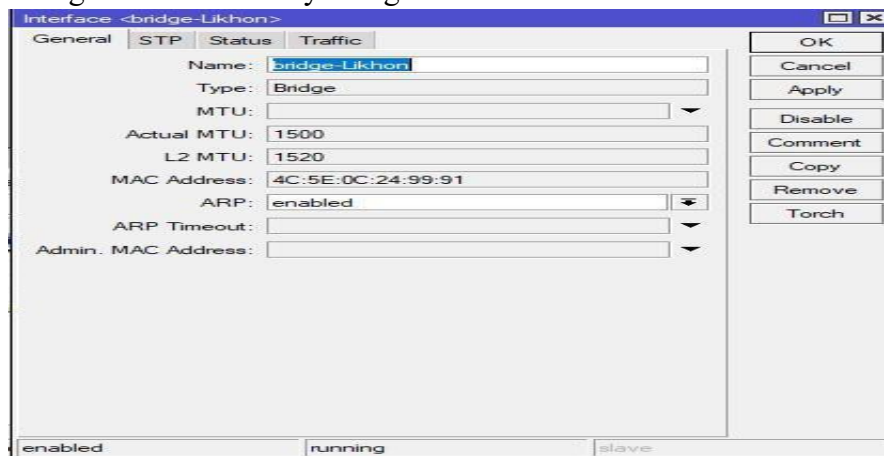 Interface <bridge-Likhon>
General STP Status Traffic
OK
Name: bridge-Likhon
Cancel
Type: Bridge
Apply
MTU:
Disable
Actual MTU: 1500
Comment
L2 MTU: 1520
Copy
MAC Address: 4C:5E:0C:24:99:91
Remove
ARP: enabled
Torch
ARP Timeout:
Admin. MAC Address:
enabled running slave